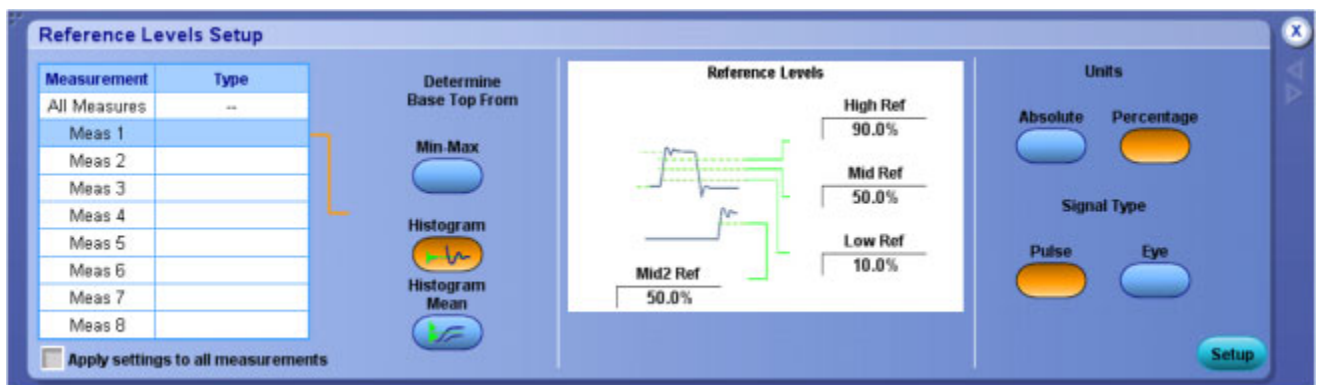 Reference Levels Setup
X
Measurement Type
All Measures --
Meas 1
Meas 2
Meas 3
Meas 4
Meas 5
Meas 6
Meas 7
Meas 8
Apply settings to all measurements
Determine
Base Top From
Min-Max
Histogram
Histogram
Mean
Reference Levels
High Ref
90.0%
Mid Ref
50.0%
Low Ref
10.0%
Mid2 Ref
50.0%
Units
Absolute Percentage
Signal Type
Pulse Eye
Setup